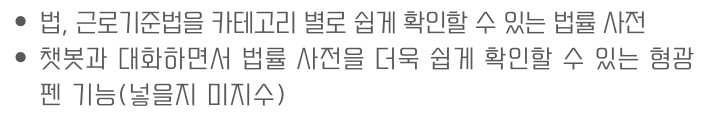 • 법, 근로기준법을 카테고리 별로 쉽게 확인할 수 있는 법률 사전
• 챗봇과 대화하면서 법률 사전을 더욱 쉽게 확인할 수 있는 형광
펜 기능(넣을지 미지수)